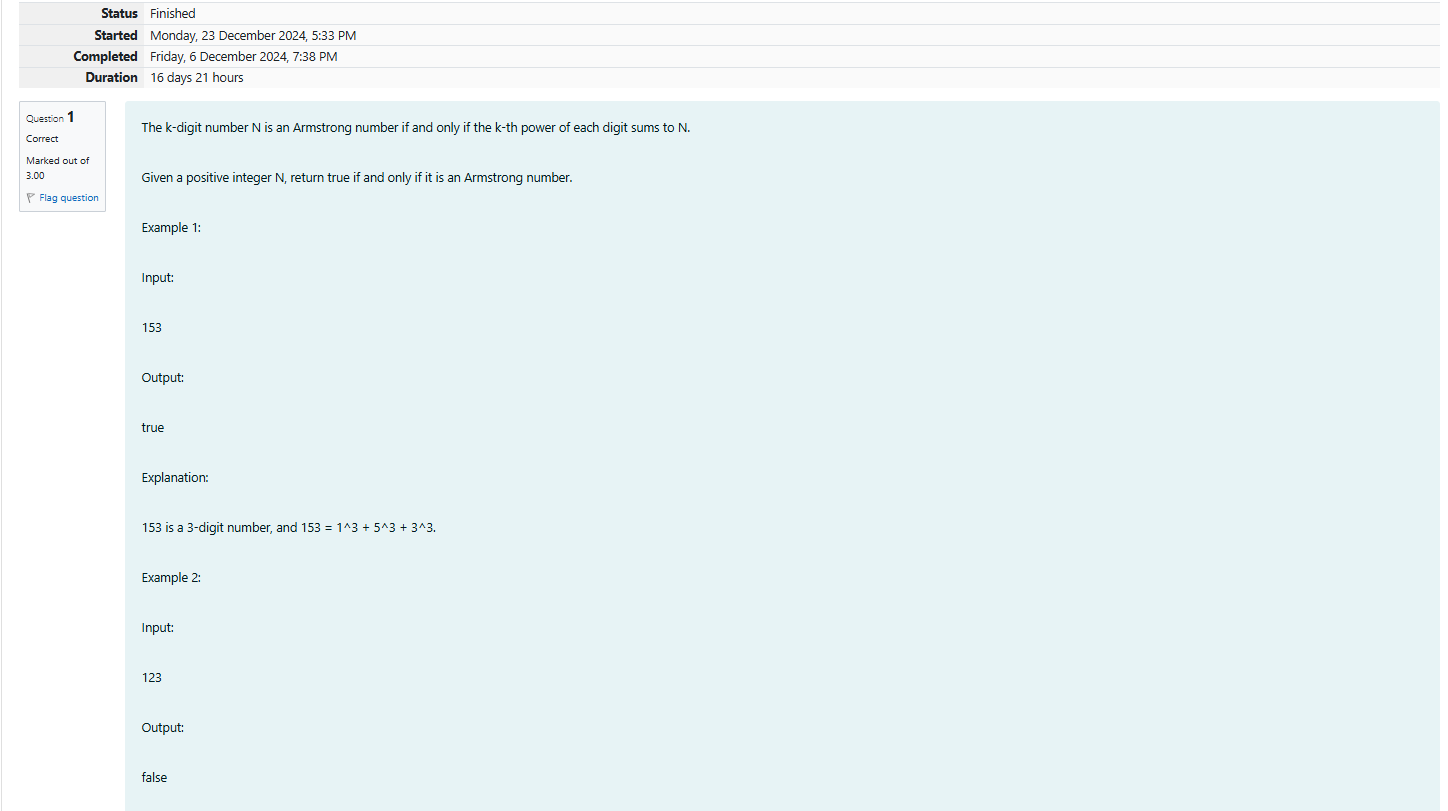 Status Finished
Started Monday, 23 December 2024, 5:33 PM
Completed Friday, 6 December 2024, 7:38 PM
Duration 16 days 21 hours
Question 1
Correct
Marked out of
3.00
Flag question
The k-digit number N is an Armstrong number if and only if the k-th power of each digit sums to N.
Given a positive integer N, return true if and only if it is an Armstrong number.
Example 1:
Input:
153
Output:
true
Explanation:
153 is a 3-digit number, and 153 = 1^3 + 5^3 + 3^3.
Example 2:
Input:
123
Output:
false